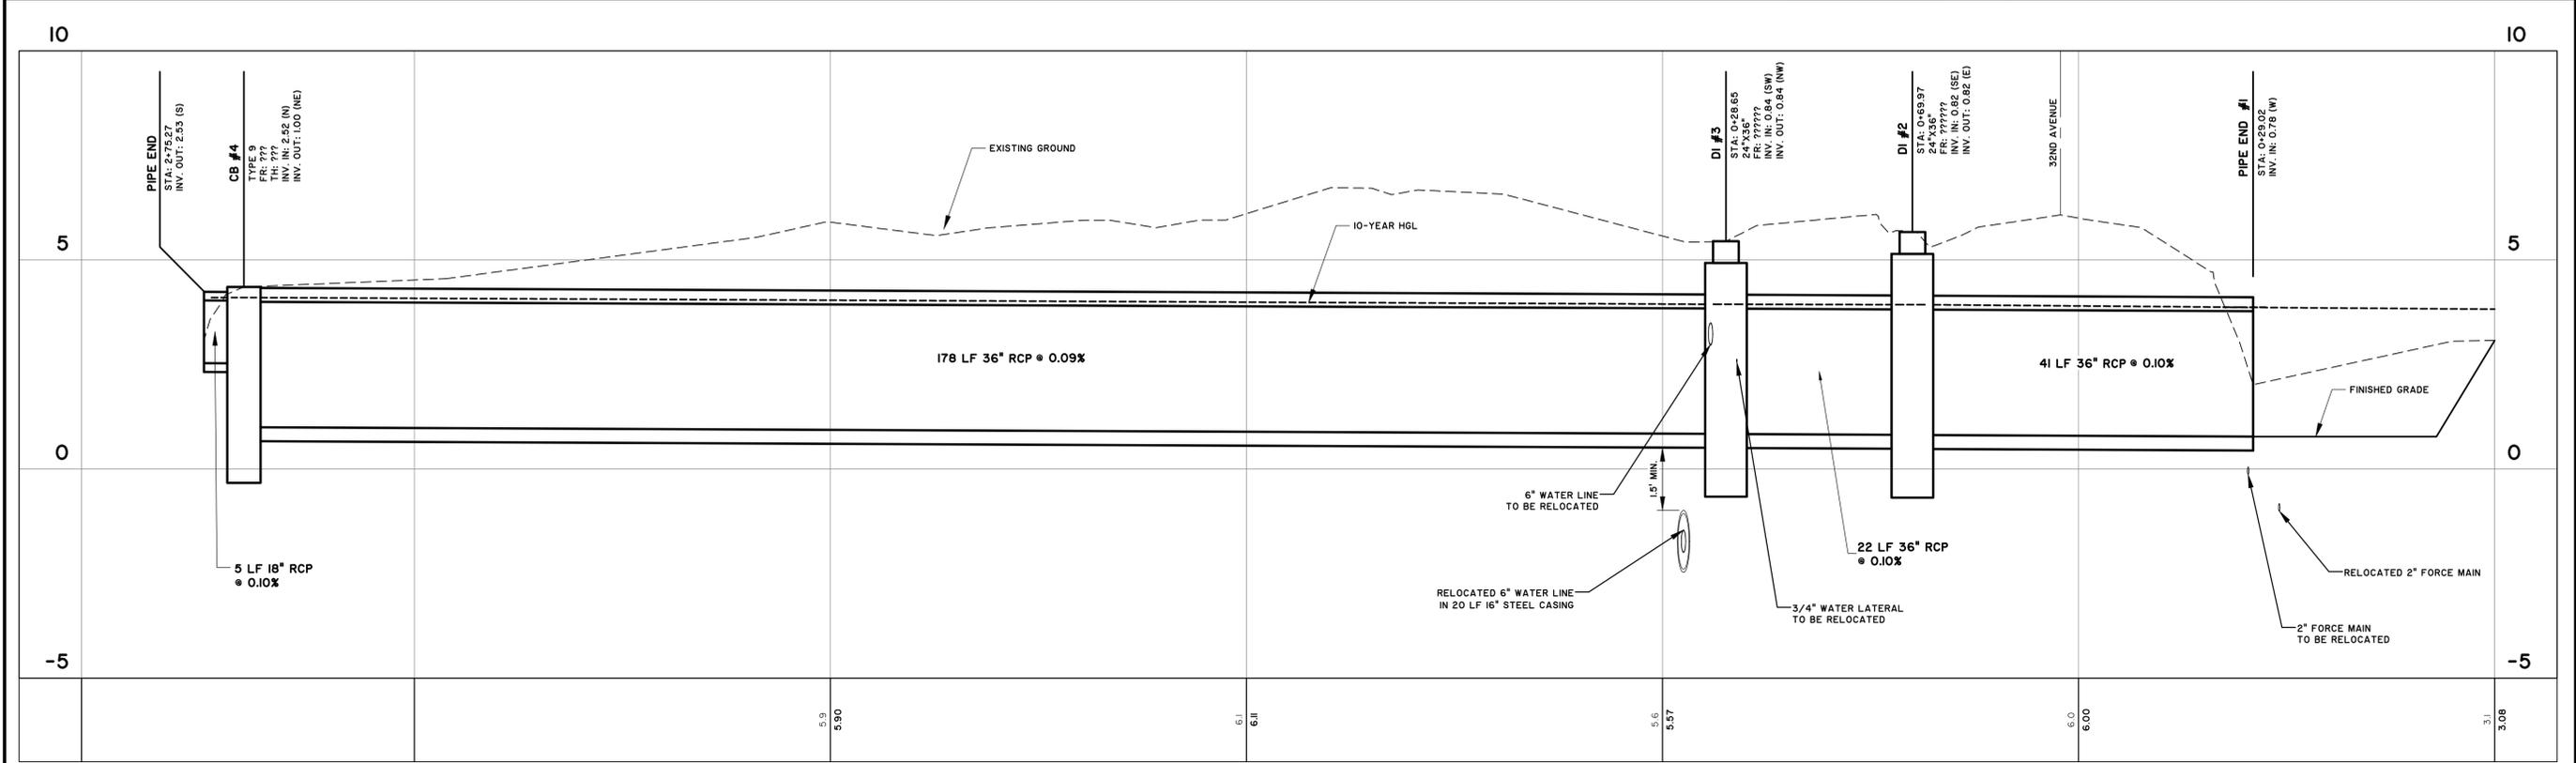 10
10
PIPE END
STA: 2+75.27
INV. OUT: 2.53 (S)
CB #4
TYPE 9
FR: ???
TH: ???
INV. IN: 2.52 (N)
INV. OUT: 1.00 (NE)
EXISTING GROUND
10-YEAR HGL
DI #3
STA: 0+28.65
24"X36"
FR: ??????
INV. IN: 0.84 (SW)
INV. OUT: 0.84 (NW)
DI #2
STA: 0+69.97
24"X36"
FR: ?????
INV. IN: 0.82 (SE)
INV. OUT: 0.82 (E)
32ND AVENUE
PIPE END #1
STA: 0+29.02
INV. IN: 0.78 (W)
5
5
178 LF 36" RCP @ 0.09%
41 LF 36" RCP @ 0.10%
FINISHED GRADE
0
0
1.5' MIN.
6" WATER LINE
TO BE RELOCATED
5 LF 18" RCP
@ 0.10%
22 LF 36" RCP
@ 0.10%
RELOCATED 6" WATER LINE
IN 20 LF 16" STEEL CASING
3/4" WATER LATERAL
TO BE RELOCATED
RELOCATED 2" FORCE MAIN
2" FORCE MAIN
TO BE RELOCATED
-5
-5
5.9
5.90
6.1
6.11
5.6
5.57
6.0
6.00
3.1
3.08